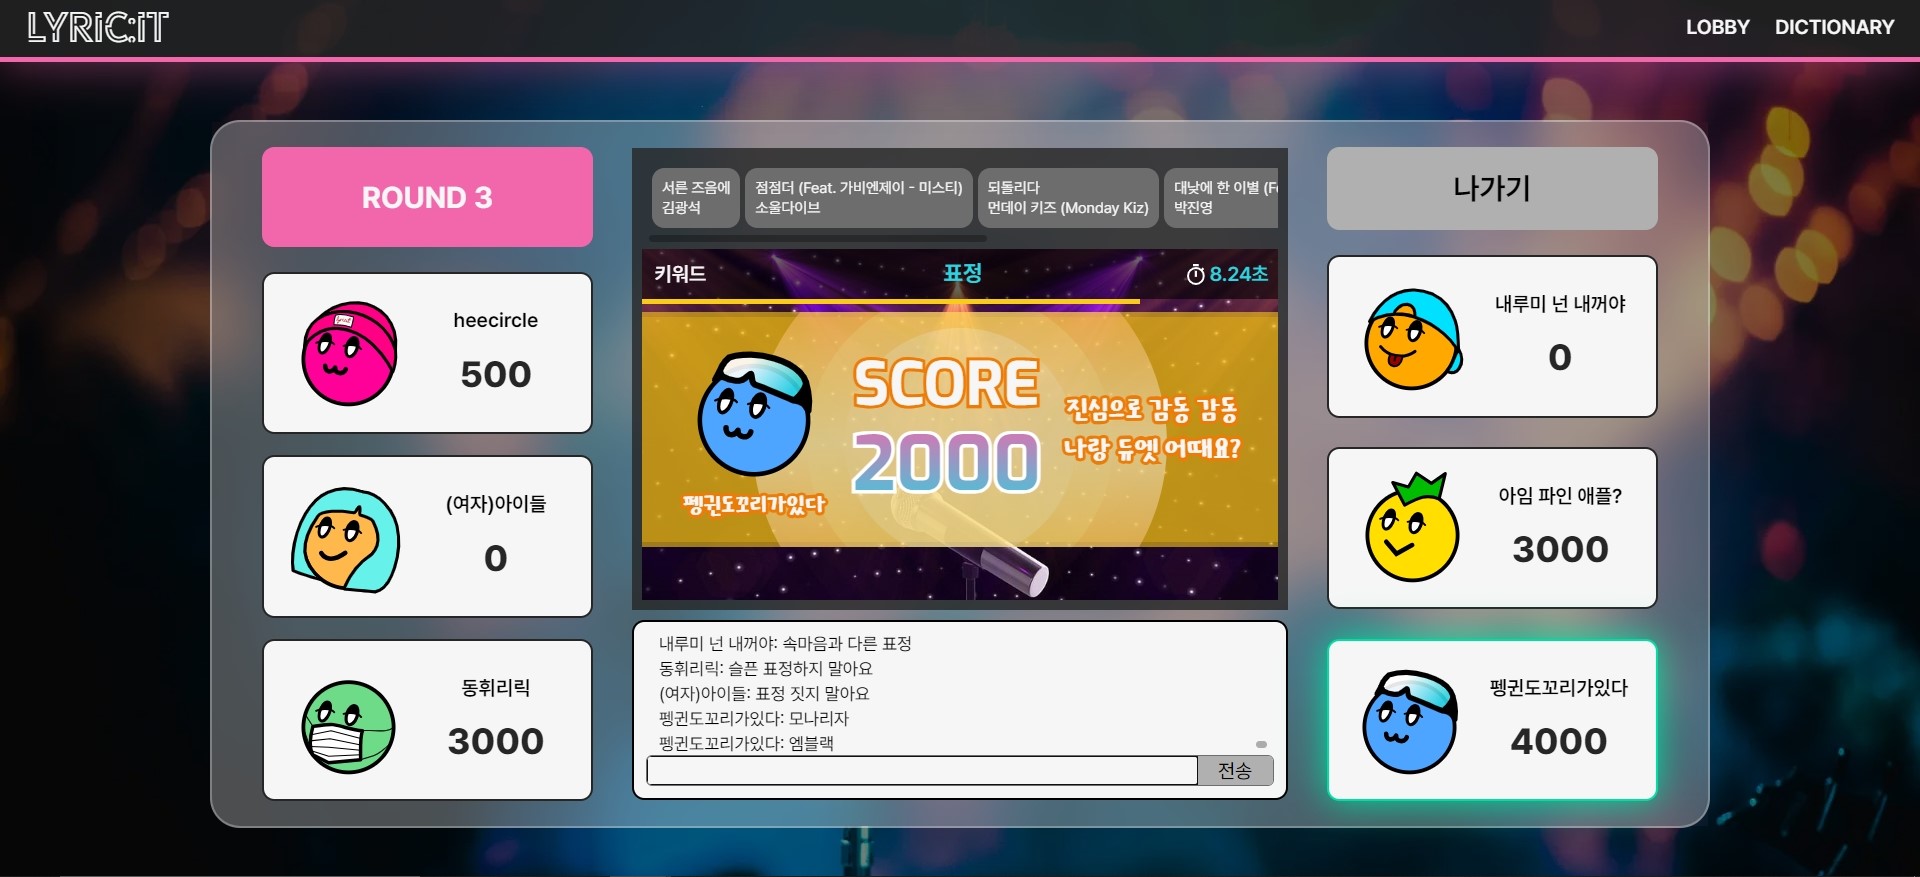 LYRIC:IT
LOBBY DICTIONARY
ROUND 3
heecircle
500
(여자)아이들
0
동휘리릭
3000
서른 즈음에
김광석
점점더 (Feat. 가비엔제이 - 미스티)
소울다이브
되돌리다
먼데이 키즈 (Monday Kiz)
대낮에 한 이별 (Fe
박진영
키워드 표정 8.24초
SCORE
2000
펭귄도꼬리가있다
진심으로 감동 감동
나랑 듀엣 어때요?
내루미 넌 내꺼야: 속마음과 다른 표정
동휘리릭: 슬픈 표정하지 말아요
(여자)아이들: 표정 짓지 말아요
펭귄도꼬리가있다: 모나리자
펭귄도꼬리가있다: 엠블랙
전송
나가기
내루미 넌 내꺼야
0
아임 파인 애플?
3000
펭귄도꼬리가있다
4000